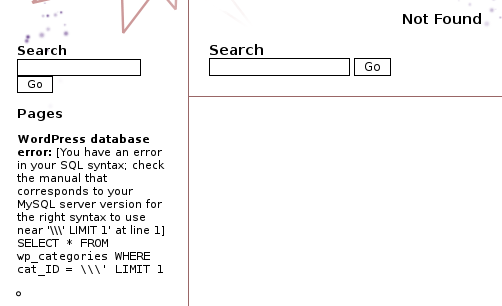 Not Found
Search
Go
Search
Go
Pages
WordPress database
error: [You have an error
in your SQL syntax; check
the manual that
corresponds to your
MySQL server version for
the right syntax to use
near '\\\' LIMIT 1' at line 1]
SELECT * FROM
wp_categories WHERE
cat_ID = \\\' LIMIT 1